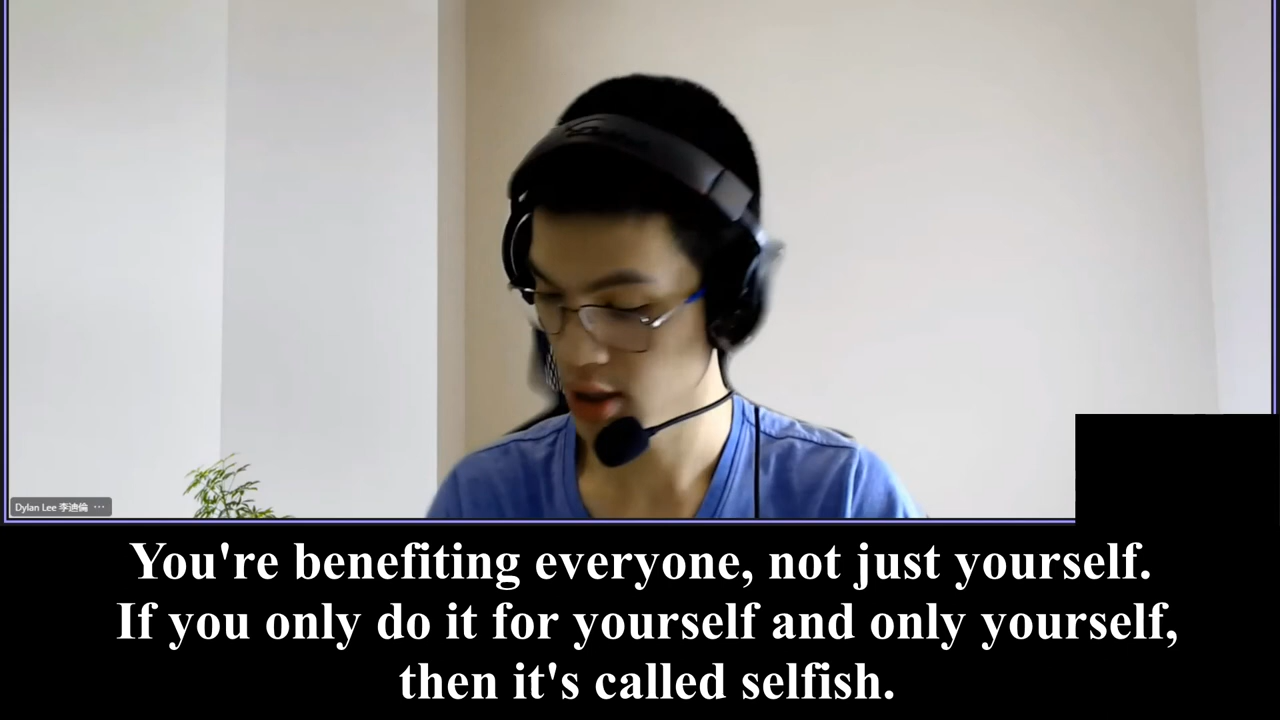 Dylan Lee 李迪倫 ···
You're benefiting everyone, not just yourself.
If you only do it for yourself and only yourself,
then it's called selfish.